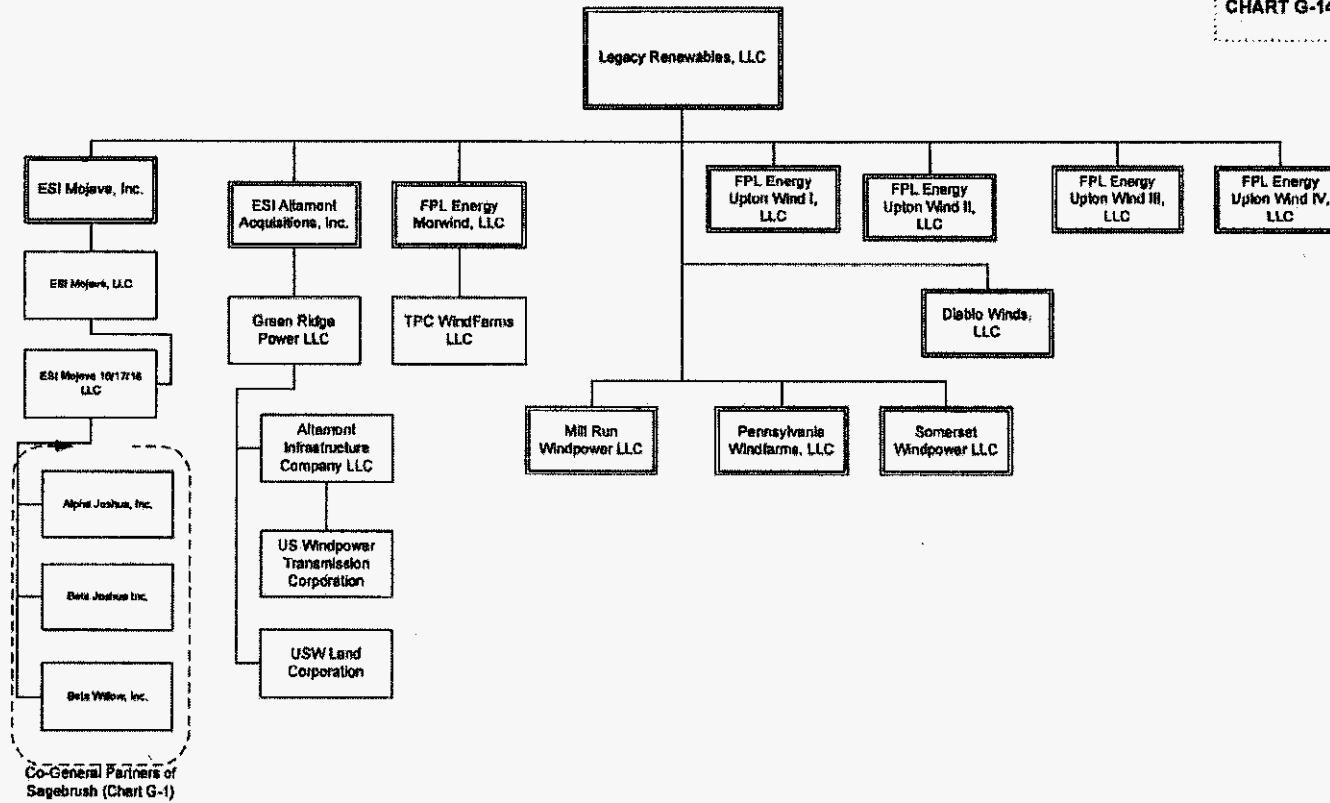 CHART G-14
Legacy Renewables, LLC
ESI Mojave, Inc.
ESI Altamont
Acquisitions, Inc.
FPL Energy
Morwind, LLC
FPL Energy
Upton Wind I,
LLC
FPL Energy
Upton Wind II,
LLC
FPL Energy
Upton Wind III,
LLC
FPL Energy
Upton Wind IV,
LLC
ESI Mojave, LLC
Green Ridge
Power LLC
TPC WindFarms
LLC
Diablo Winds,
LLC
ESI Mojave 16/17/18
LLC
Altamont
Infrastructure
Company LLC
Mill Run
Windpower LLC
Pennsylvania
Windfarms, LLC
Somerset
Windpower LLC
Alpha Joshua, Inc.
US Windpower
Transmission
Corporation
Beta Joshua Inc.
USW Land
Corporation
Beta Willow, Inc.
Co-General Partners of
Sagebrush (Chart G-1)